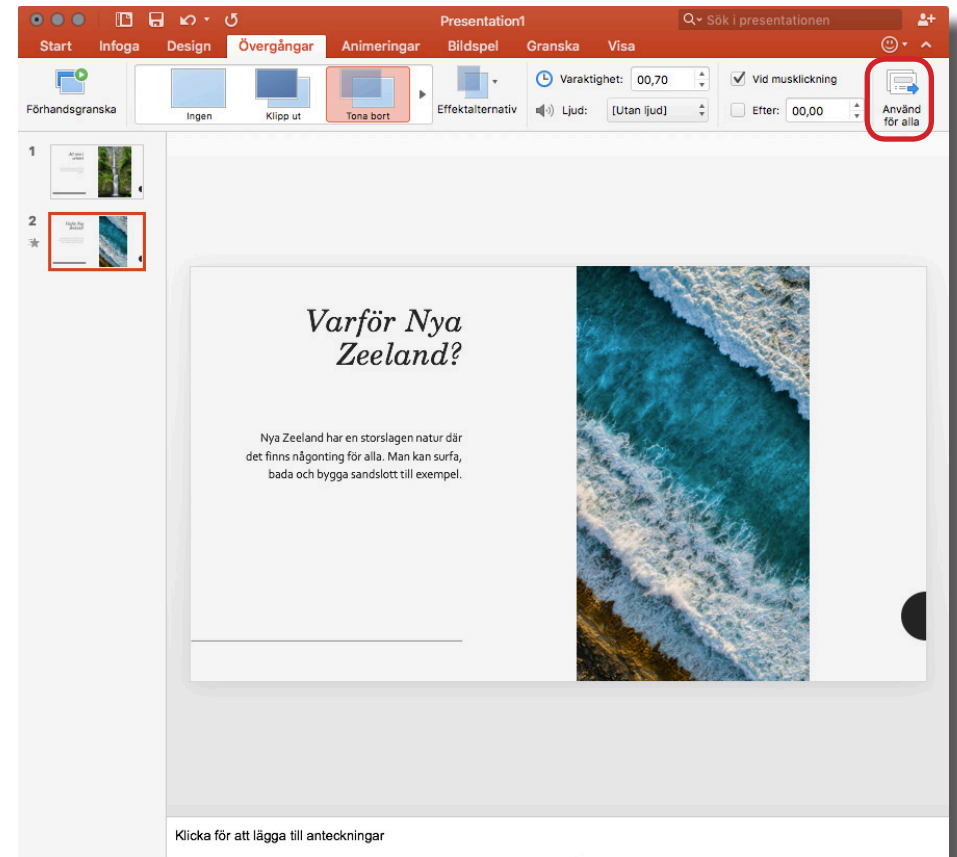 Presentation1
Sök i presentationen
Start Infoga Design Övergångar Animeringar Bildspel Granska Visa
Förhandsgranska
Ingen
Klipp ut
Tona bort
Effektalternativ
Varaktighet: 00,70
Ljud: [Utan ljud]
Vid musklickning
Efter: 00,00
Använd
för alla
1
2
Varför Nya
Zeeland?
Nya Zeeland har en storslagen natur där
det finns någonting för alla. Man kan surfa,
bada och bygga sandslott till exempel.
Klicka för att lägga till anteckningar